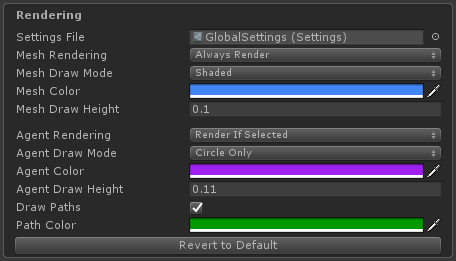 Rendering
Settings File GlobalSettings (Settings)
Mesh Rendering Always Render
Mesh Draw Mode Shaded
Mesh Color
Mesh Draw Height 0.1
Agent Rendering Render If Selected
Agent Draw Mode Circle Only
Agent Color
Agent Draw Height 0.11
Draw Paths
Path Color
Revert to Default